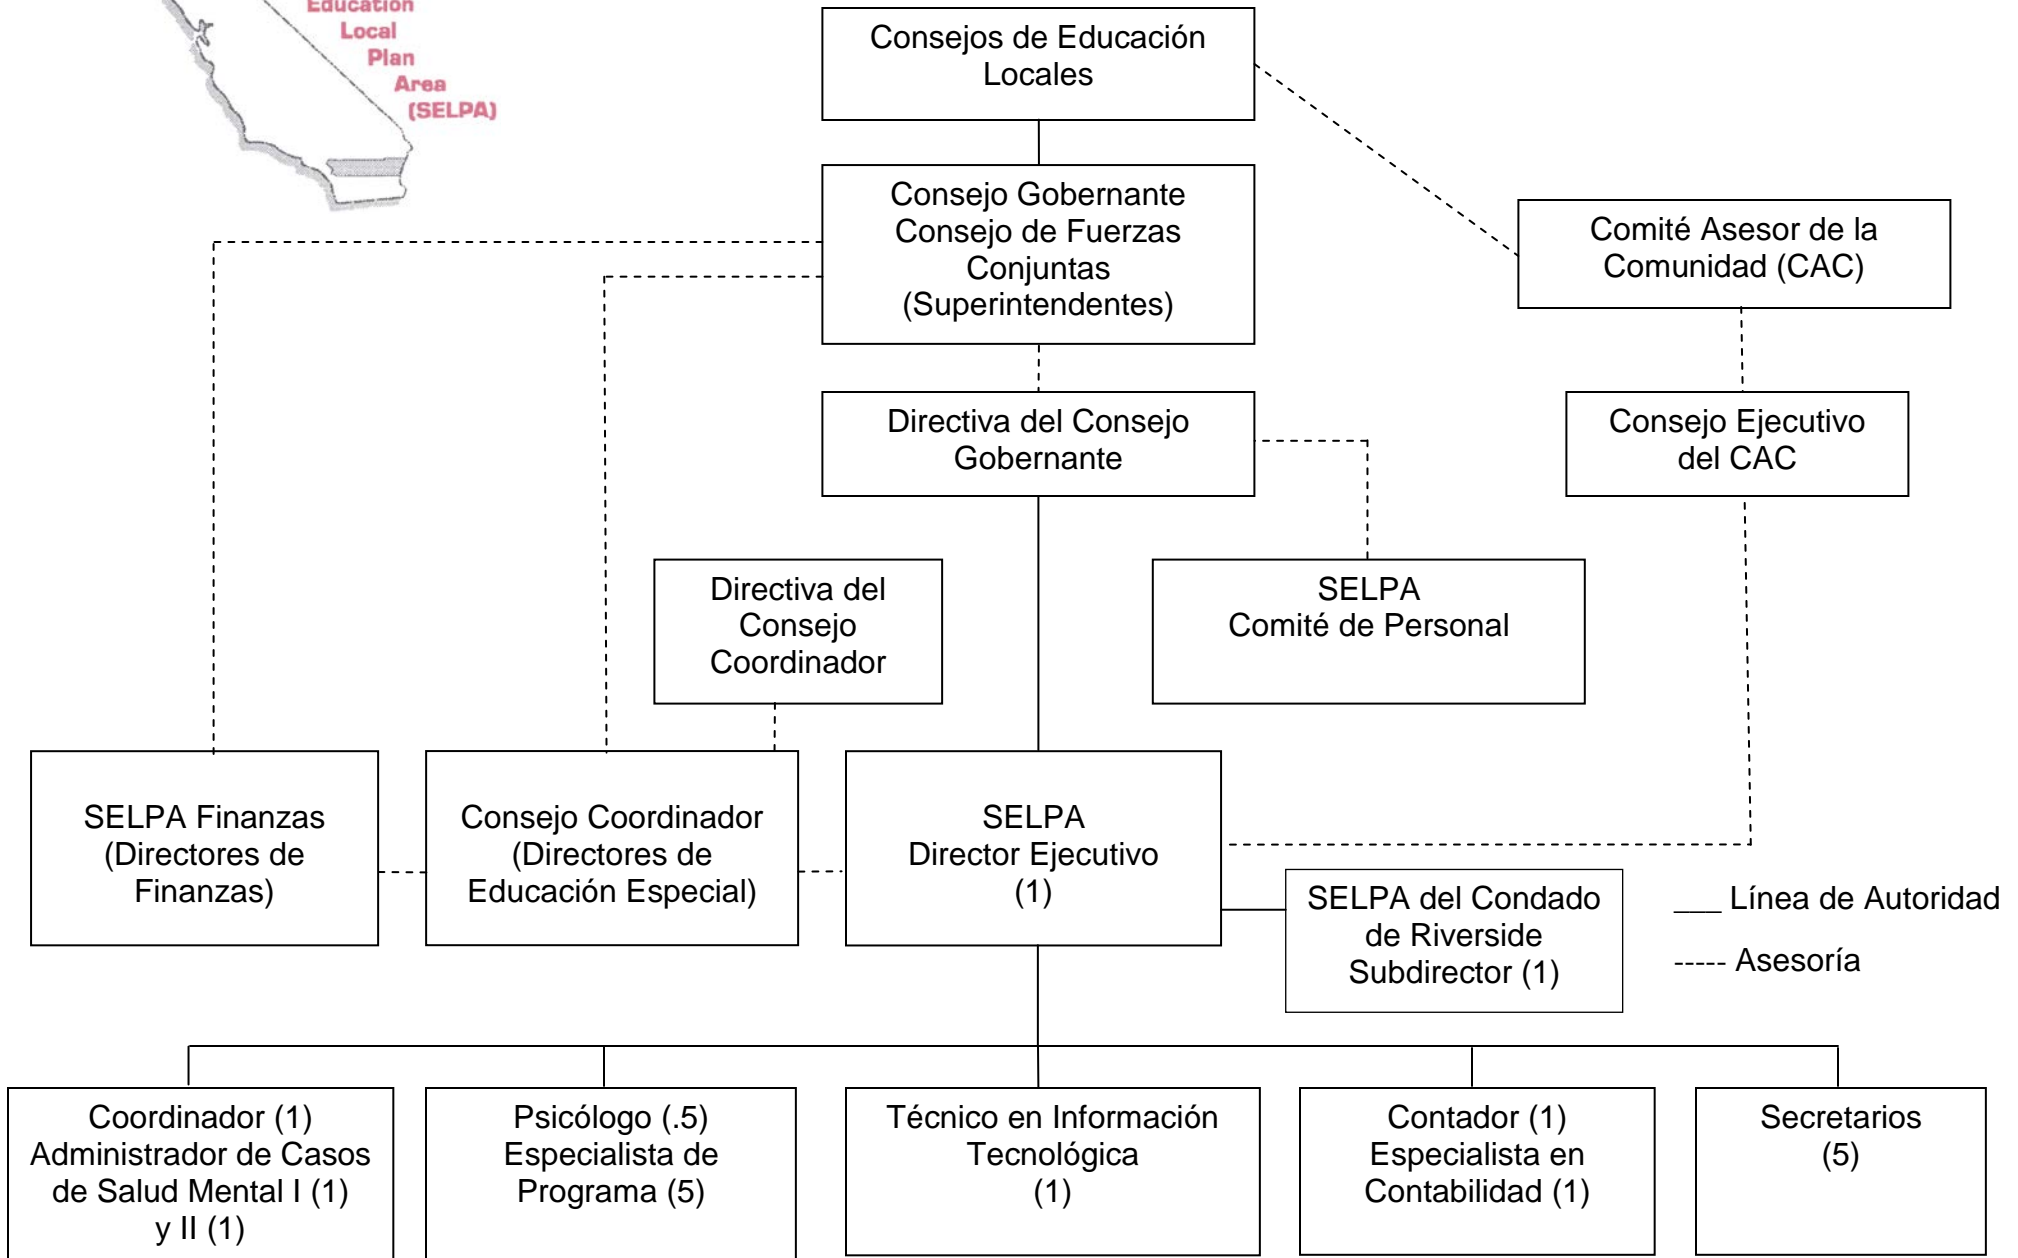 Education
Local
Plan
Area
(SELPA)
Consejos de Educación
Locales
Consejo Gobernante
Consejo de Fuerzas
Conjuntas
(Superintendentes)
Comité Asesor de la
Comunidad (CAC)
Directiva del Consejo
Gobernante
Consejo Ejecutivo
del CAC
Directiva del
Consejo
Coordinador
SELPA
Comité de Personal
SELPA Finanzas
(Directores de
Finanzas)
Consejo Coordinador
(Directores de
Educación Especial)
SELPA
Director Ejecutivo
(1)
SELPA del Condado
de Riverside
Subdirector (1)
___ Línea de Autoridad
----- Asesoría
Coordinador (1)
Administrador de Casos
de Salud Mental I (1)
y II (1)
Psicólogo (.5)
Especialista de
Programa (5)
Técnico en Información
Tecnológica
(1)
Contador (1)
Especialista en
Contabilidad (1)
Secretarios
(5)